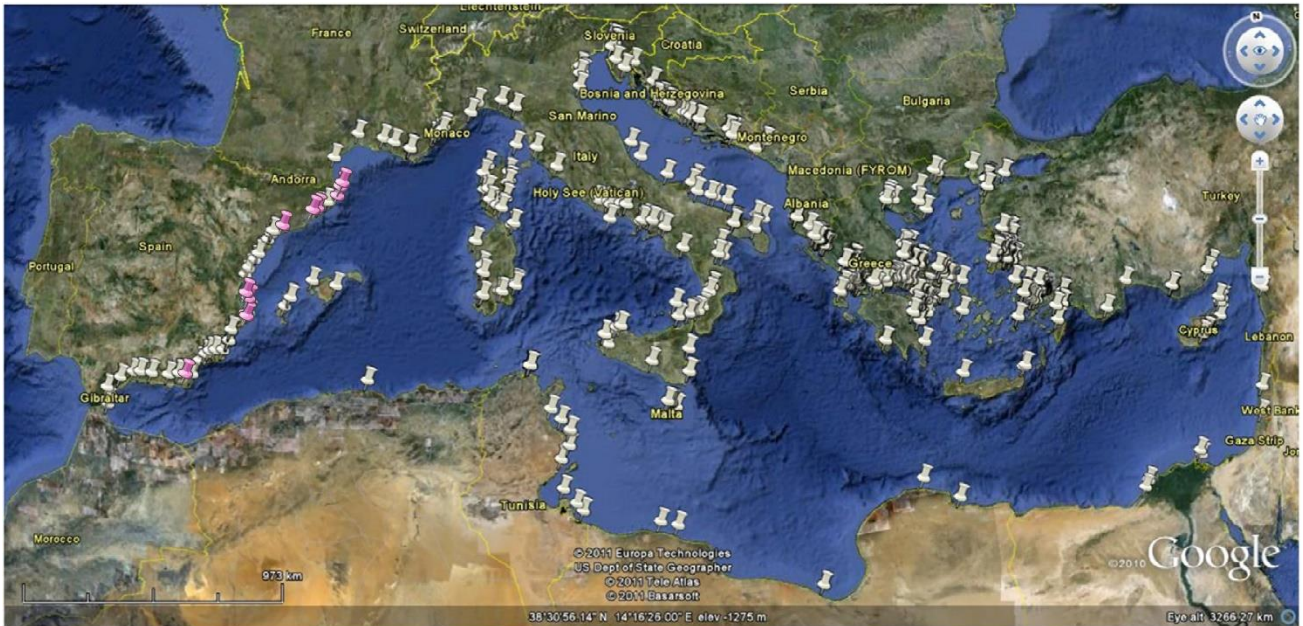 Liechtenstein
France
Switzerland
Slovenia
Croatia
Bosnia and Herzegovina
Serbia
Bulgaria
San Marino
Monaco
Montenegro
Italy
Andorra
Macedonia (FYROM)
Holy See (Vatican)
Albania
Turkey
Spain
Portugal
Greece
Cyprus
Lebanon
Gibraltar
Malta
West Bank
Gaza Strip
Tunisia
Morocco
N
© 2011 Europa Technologies
US Dept of State Geographer
© 2011 Tele Atlas
© 2011 Basarsoft
©2010 Google
973 km
38°30'56.14" N 14°16'26.00" E elev -1275 m
Eye alt 3266.27 km